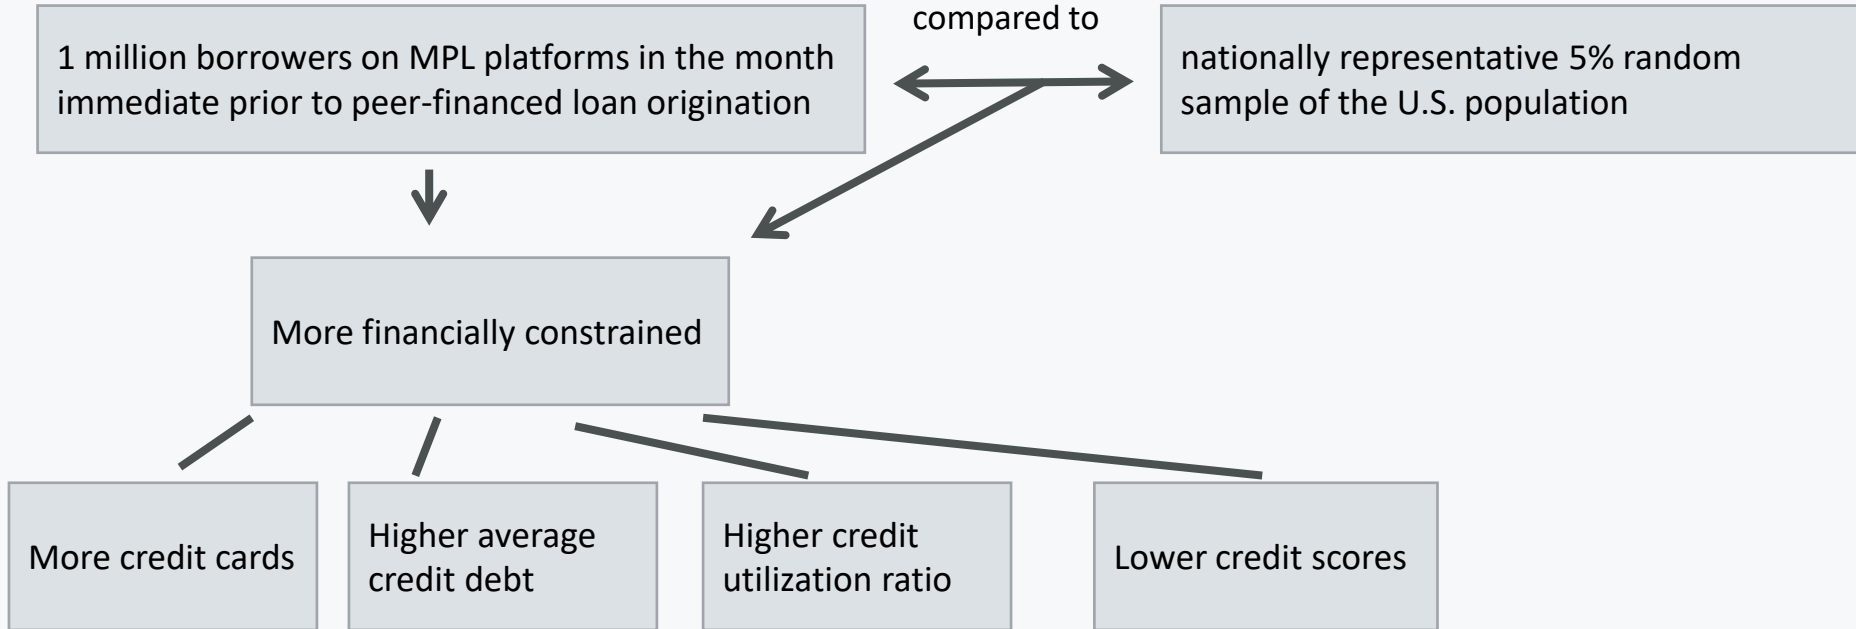 compared to
1 million borrowers on MPL platforms in the month
immediate prior to peer-financed loan origination
nationally representative 5% random
sample of the U.S. population
More financially constrained
More credit cards
Higher average
credit debt
Higher credit
utilization ratio
Lower credit scores